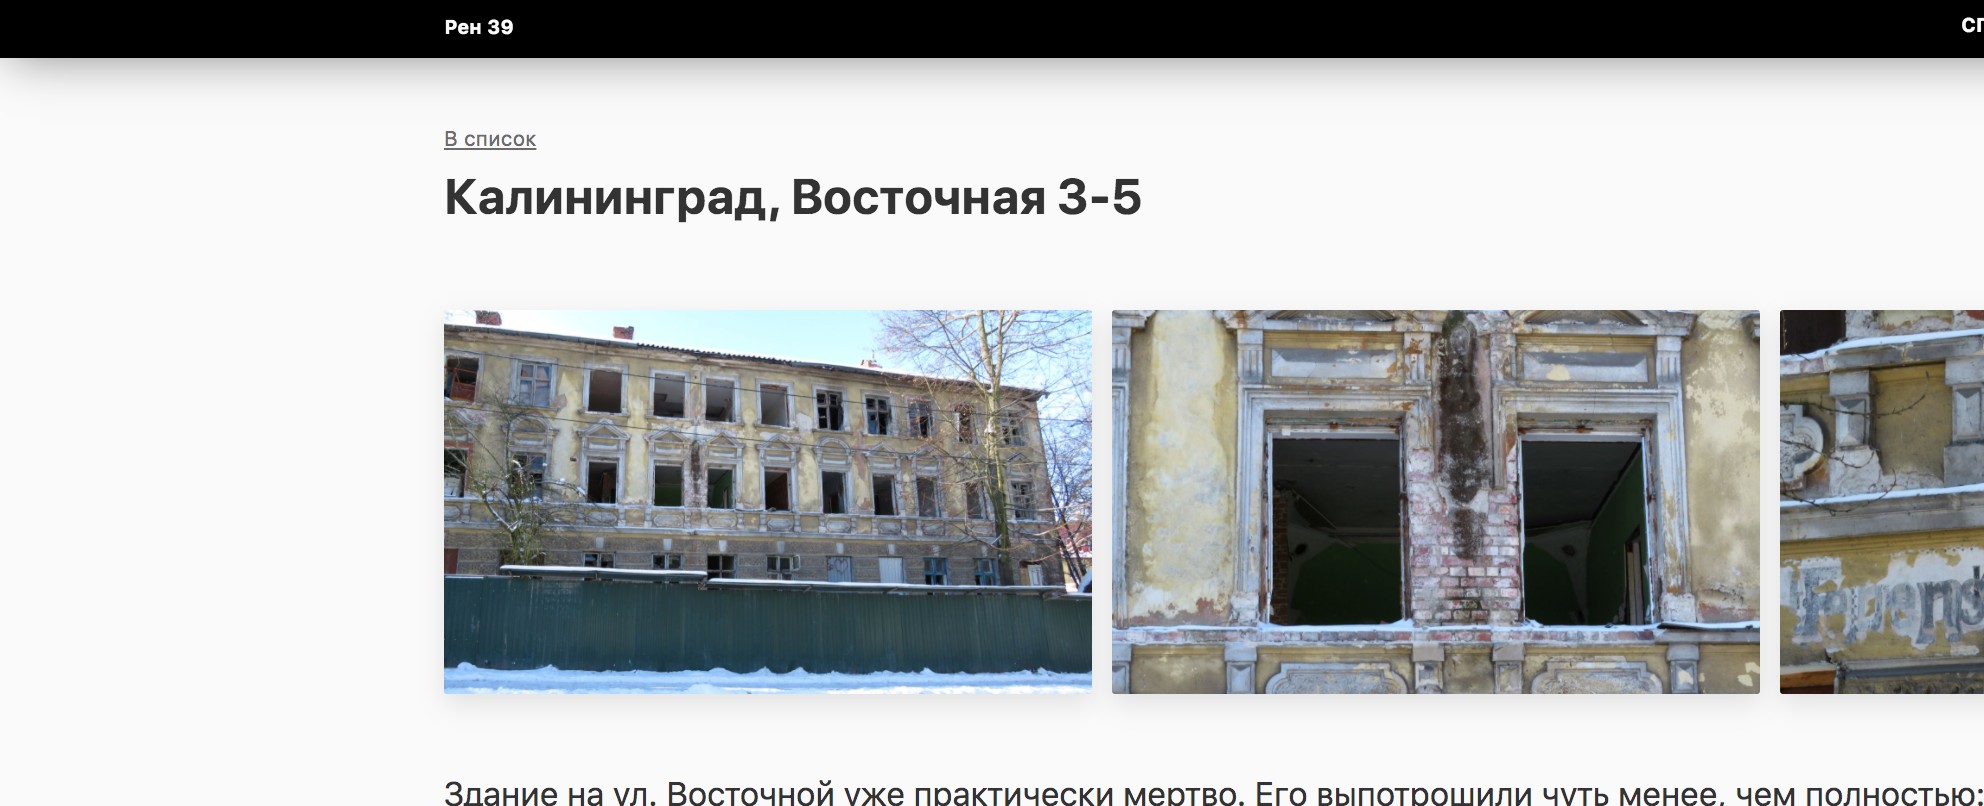 Рен 39
В список
Калининград, Восточная 3-5
Здание на ул. Восточной уже практически мертво. Его выпотрошили чуть менее, чем полностью: